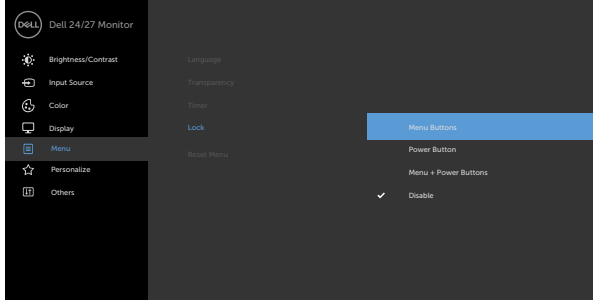 DELL
Dell 24/27 Monitor
Brightness/Contrast
Input Source
Color
Display
Menu
Personalize
Others
Language
Transparency
Timer
Lock
Reset Menu
Menu Buttons
Power Button
Menu + Power Buttons
Disable